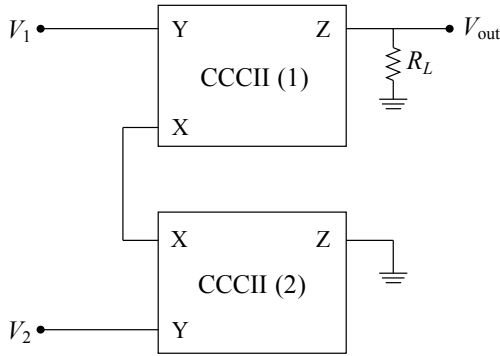 V1 Y Z Vout
CCCII (1) RL
X
X Z
CCCII (2)
V2 Y